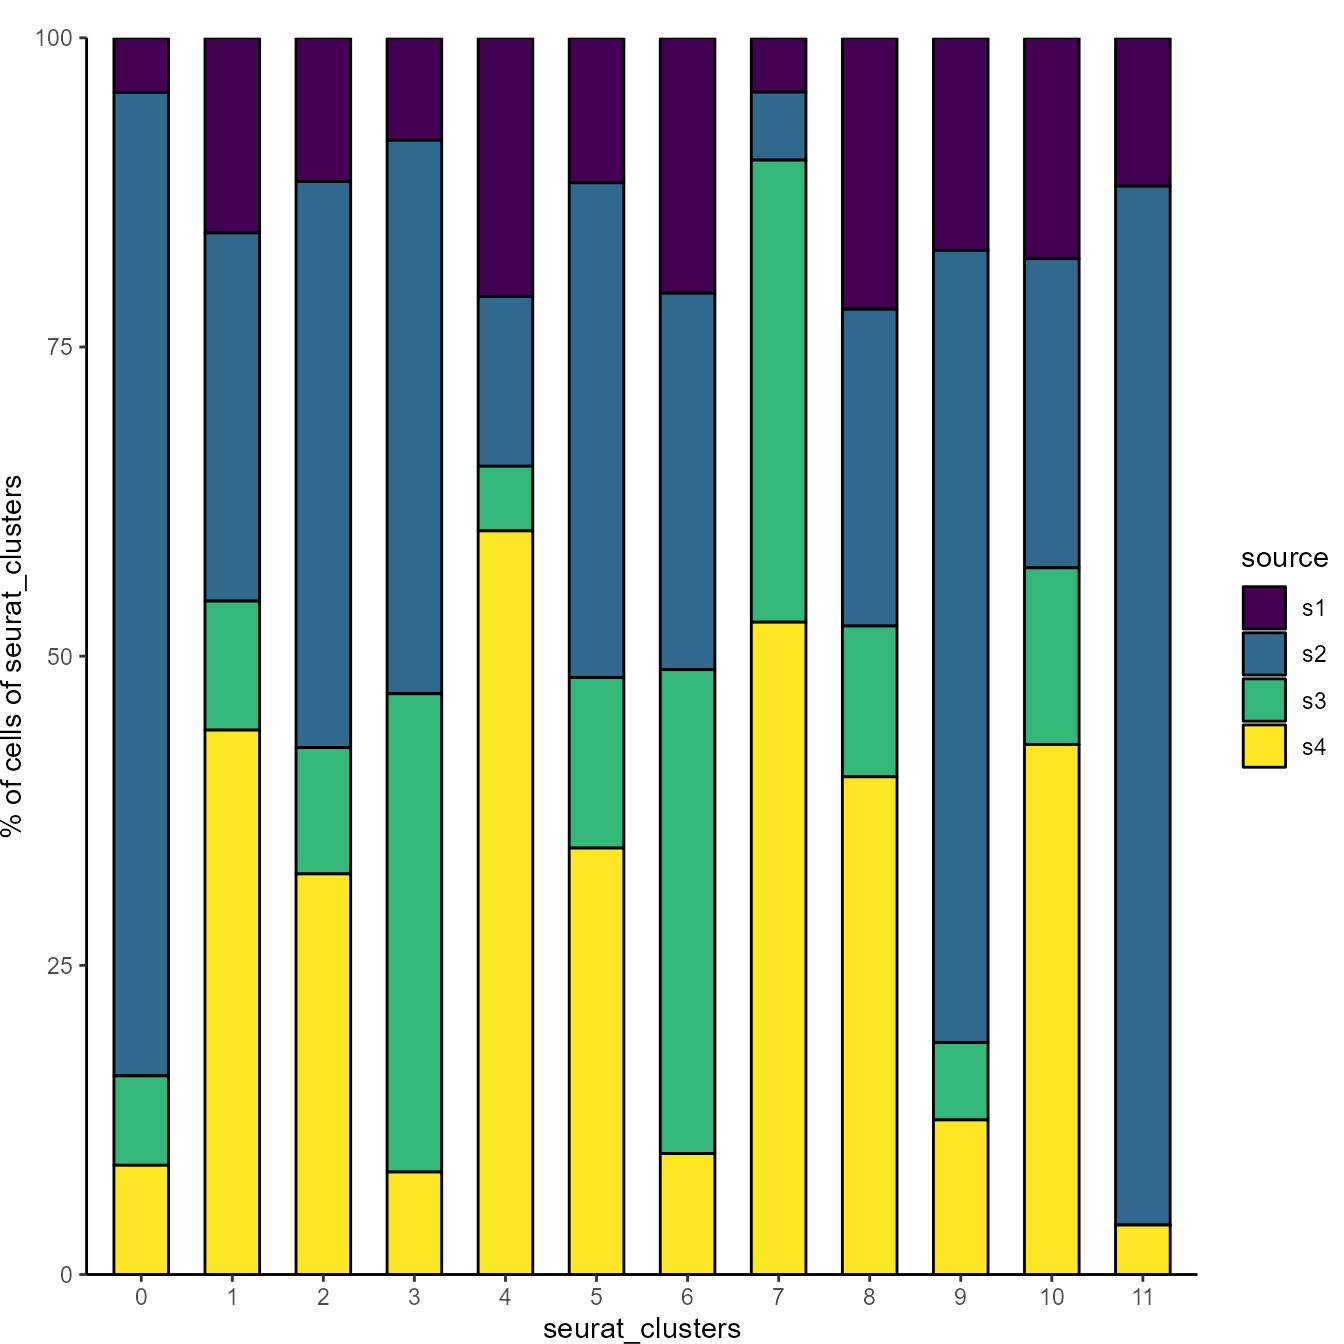 100
75
50
25
0
% of cells of seurat_clusters
0 1 2 3 4 5 6 7 8 9 10 11
seurat_clusters
source
s1
s2
s3
s4